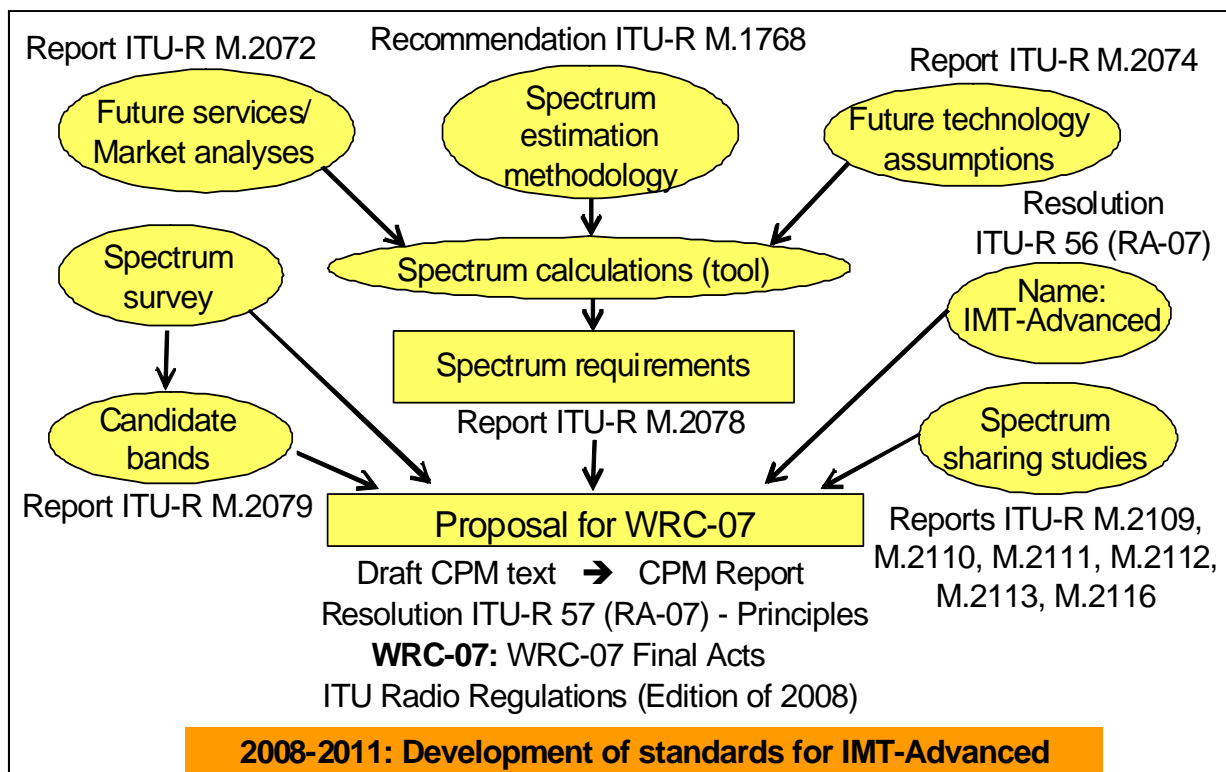 Report ITU-R M.2072
Recommendation ITU-R M.1768
Report ITU-R M.2074
Future services/
Market analyses
Spectrum
estimation
methodology
Future technology
assumptions
Resolution
ITU-R 56 (RA-07)
Spectrum
survey
Spectrum calculations (tool)
Name:
IMT-Advanced
Spectrum requirements
Report ITU-R M.2078
Candidate
bands
Report ITU-R M.2079
Spectrum
sharing studies
Reports ITU-R M.2109,
M.2110, M.2111, M.2112,
M.2113, M.2116
Proposal for WRC-07
Draft CPM text ➔ CPM Report
Resolution ITU-R 57 (RA-07) - Principles
WRC-07: WRC-07 Final Acts
ITU Radio Regulations (Edition of 2008)
2008-2011: Development of standards for IMT-Advanced